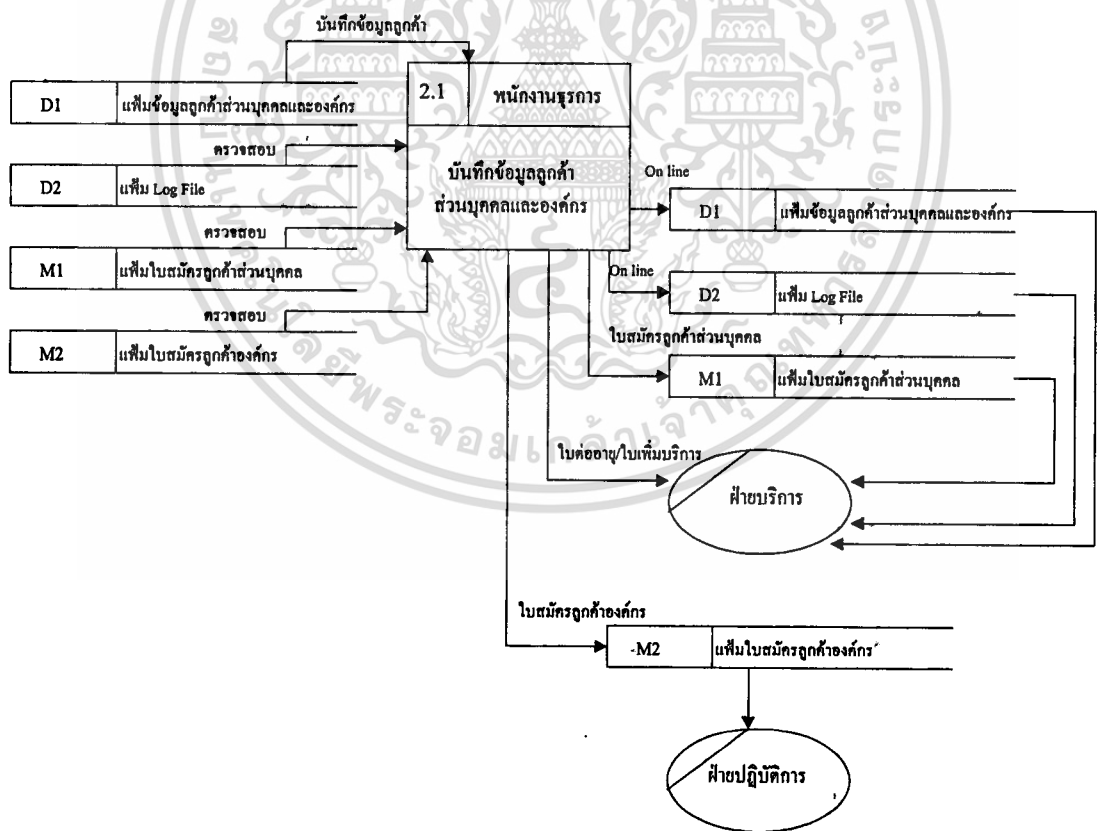 บันทึกข้อมูลลูกค้า
D1 แฟ้มข้อมูลลูกค้าส่วนบุคคลและองค์กร
2.1 พนักงานธุรการ
ตรวจสอบ
D2 แฟ้ม Log File
บันทึกข้อมูลลูกค้า
ส่วนบุคคลและองค์กร
On line
D1 แฟ้มข้อมูลลูกค้าส่วนบุคคลและองค์กร
ตรวจสอบ
M1 แฟ้มใบสมัครลูกค้าส่วนบุคคล
On line
D2 แฟ้ม Log File
ตรวจสอบ
M2 แฟ้มใบสมัครลูกค้าองค์กร
ใบสมัครลูกค้าส่วนบุคคล
M1 แฟ้มใบสมัครลูกค้าส่วนบุคคล
ใบต่ออายุ/ใบเพิ่มบริการ
ฝ่ายบริการ
ใบสมัครลูกค้าองค์กร
-M2 แฟ้มใบสมัครลูกค้าองค์กร
ฝ่ายปฏิบัติการ